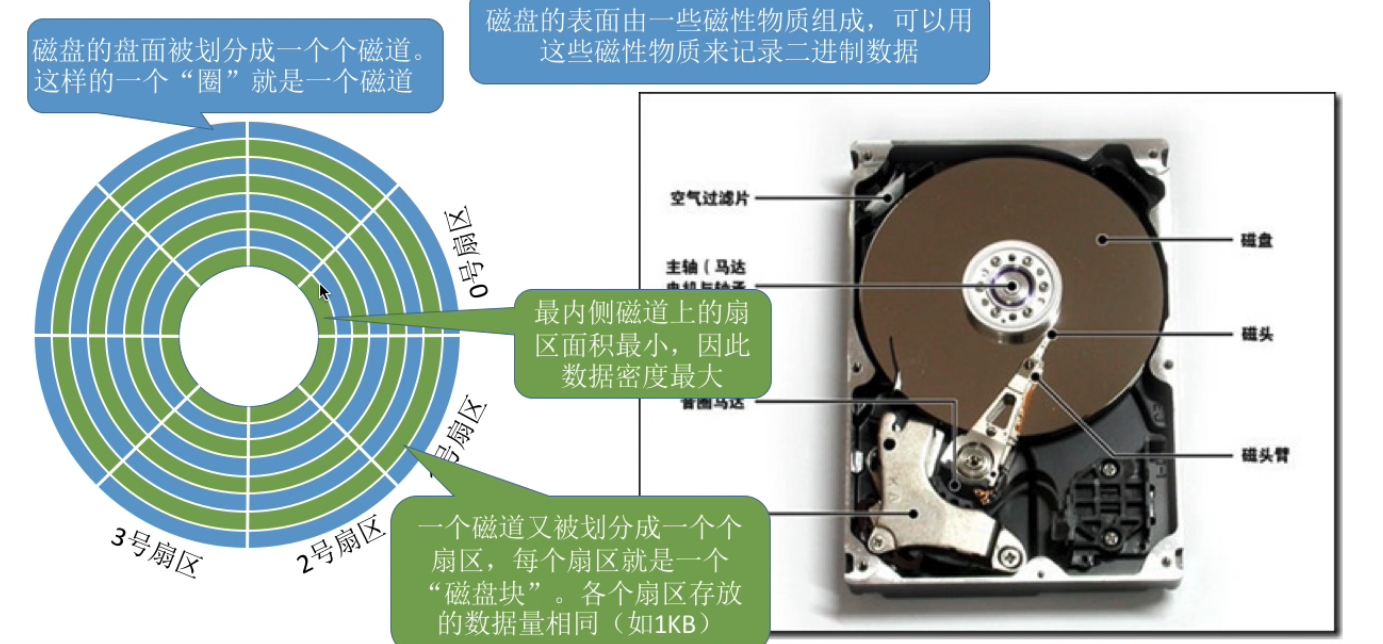 磁盘的盘面被划分成一个个磁道。
这样的一个“圈”就是一个磁道
磁盘的表面由一些磁性物质组成，可以用
这些磁性物质来记录二进制数据
0号扇区
号扇区
2号扇区
3号扇区
最内侧磁道上的扇
区面积最小，因此
数据密度最大
一个磁道又被划分成一个个
扇区，每个扇区就是一个
“磁盘块”。各个扇区存放
的数据量相同（如1KB）
空气过滤片
主轴（马达
电机与轴承
音圈马达
磁盘
磁头
磁头臂